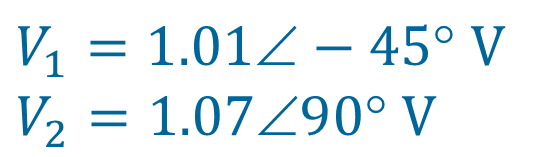 V₁ = 1.01∠ − 45° V
V₂ = 1.07∠90° V